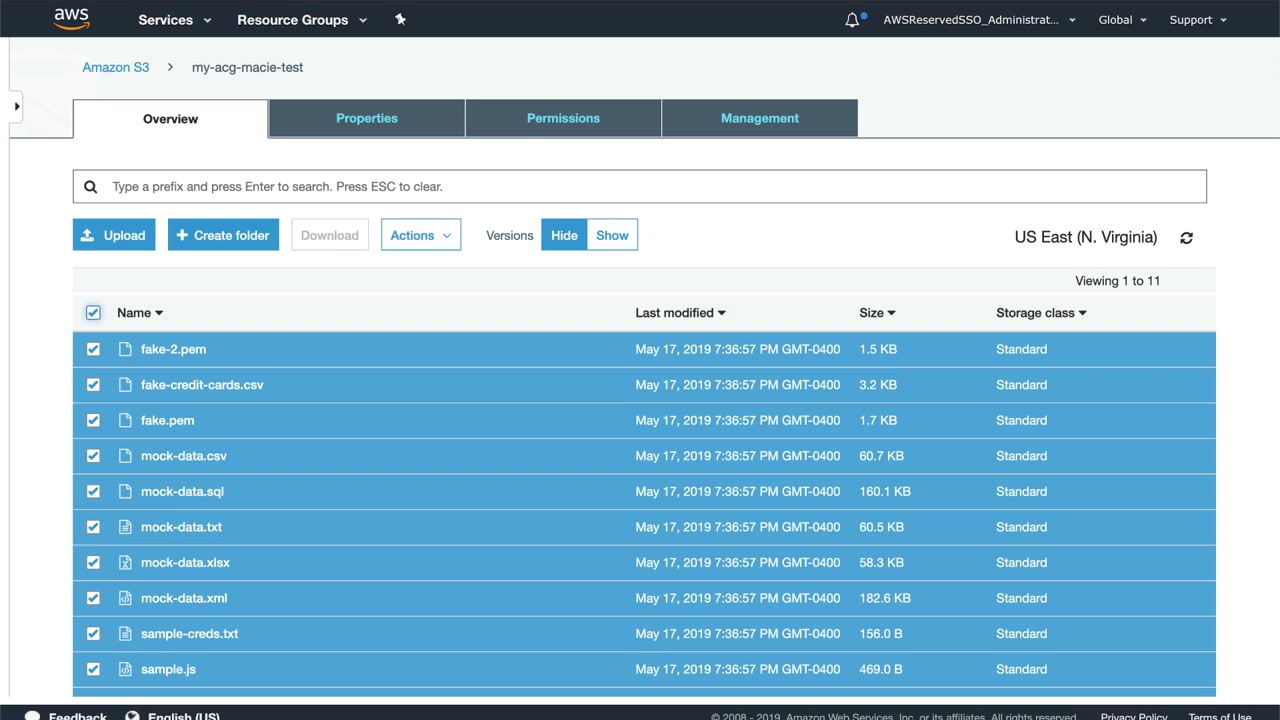 aws Services Resource Groups AWSReservedSSO_Administrat... Global Support
Amazon S3 > my-acg-macie-test
Overview Properties Permissions Management
Type a prefix and press Enter to search. Press ESC to clear.
Upload + Create folder Download Actions Versions Hide Show US East (N. Virginia)
Viewing 1 to 11
Name Last modified Size Storage class
fake-2.pem May 17, 2019 7:36:57 PM GMT-0400 1.5 KB Standard
fake-credit-cards.csv May 17, 2019 7:36:57 PM GMT-0400 3.2 KB Standard
fake.pem May 17, 2019 7:36:57 PM GMT-0400 1.7 KB Standard
mock-data.csv May 17, 2019 7:36:57 PM GMT-0400 60.7 KB Standard
mock-data.sql May 17, 2019 7:36:57 PM GMT-0400 160.1 KB Standard
mock-data.txt May 17, 2019 7:36:57 PM GMT-0400 60.5 KB Standard
mock-data.xlsx May 17, 2019 7:36:57 PM GMT-0400 58.3 KB Standard
mock-data.xml May 17, 2019 7:36:57 PM GMT-0400 182.6 KB Standard
sample-creds.txt May 17, 2019 7:36:57 PM GMT-0400 156.0 B Standard
sample.js May 17, 2019 7:36:57 PM GMT-0400 469.0 B Standard
Feedback English (US) © 2008 - 2019, Amazon Web Services, Inc. or its affiliates. All rights reserved. Privacy Policy Terms of Use